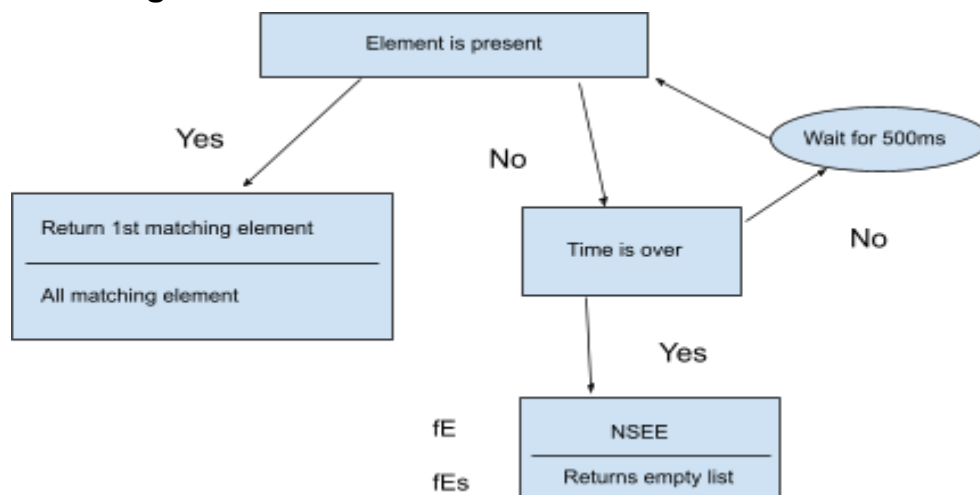 Element is present
Yes
No
Wait for 500ms
Return 1st matching element
All matching element
Time is over
No
Yes
fE
NSEE
fEs
Returns empty list